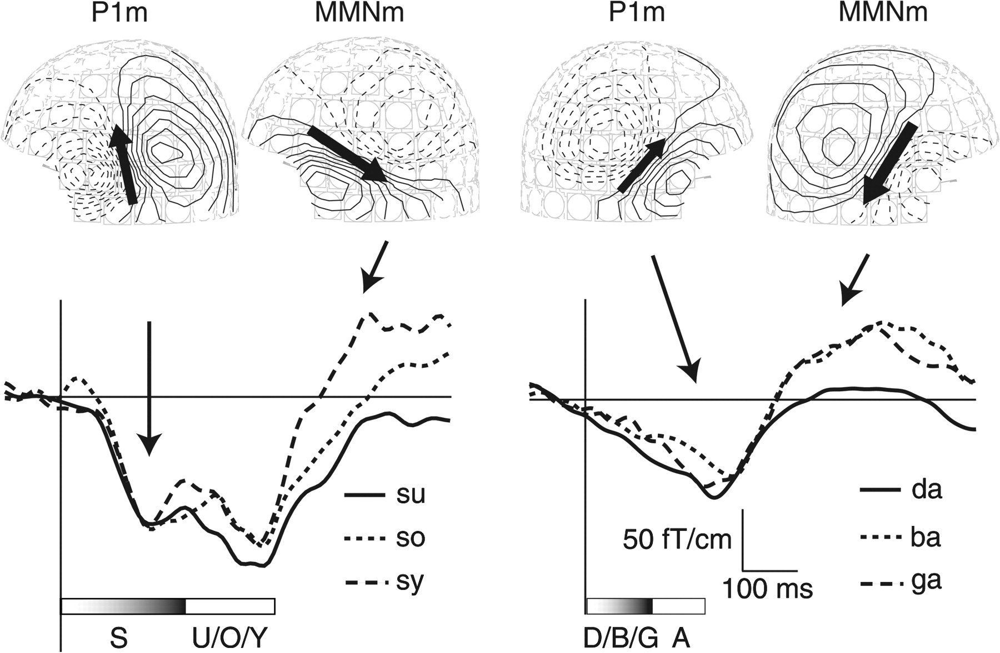 P1m MMNm P1m MMNm
su
so
sy
da
ba
ga
50 fT/cm
100 ms
S U/O/Y
D/B/G A